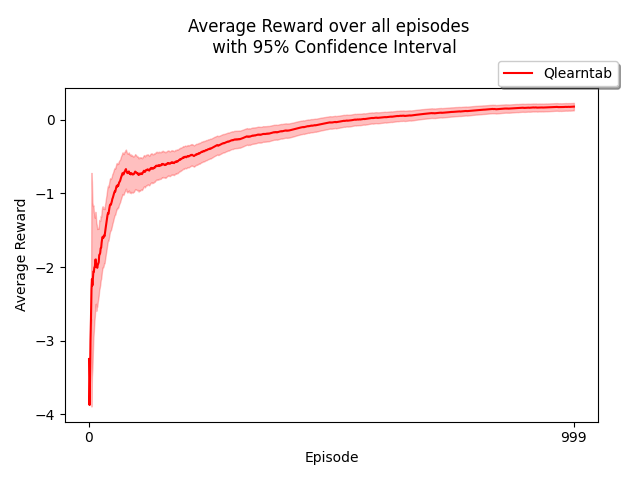 Average Reward over all episodes
with 95% Confidence Interval
Qlearntab
0
−1
−2
−3
−4
Average Reward
0
999
Episode